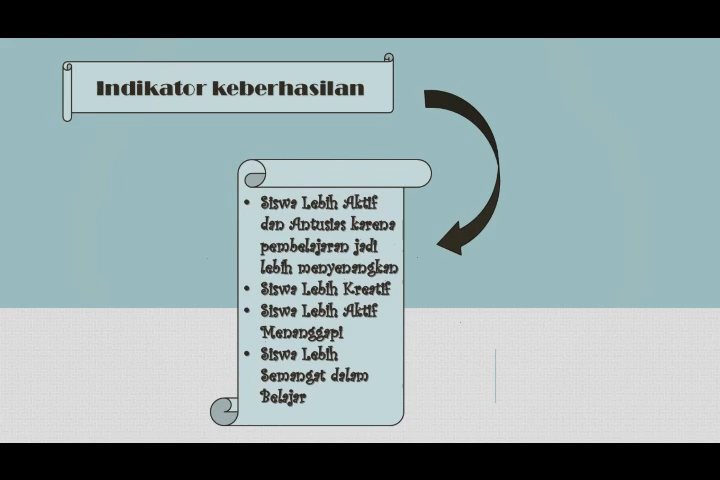 Indikator keberhasilan
• Siswa Lebih Aktif
dan Antusias karena
pembelajaran jadi
lebih menyenangkan
• Siswa Lebih Kreatif
• Siswa Lebih Aktif
Menanggapi
• Siswa Lebih
Semangat dalam
Belajar